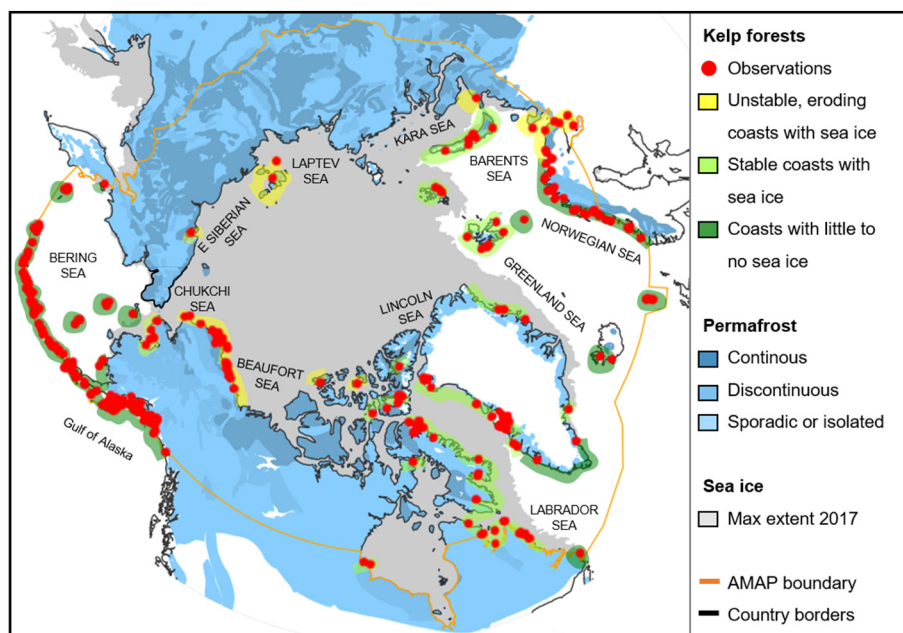 KARA SEA
LAPTEV
SEA
BARENTS
SEA
E SIBERIAN
SEA
NORWEGIAN SEA
BERING
SEA
GREENLAND SEA
CHUKCHI
SEA
LINCOLN
SEA
BEAUFORT
SEA
Gulf of Alaska
LABRADOR
SEA
Kelp forests
Observations
Unstable, eroding
coasts with sea ice
Stable coasts with
sea ice
Coasts with little to
no sea ice
Permafrost
Continous
Discontinuous
Sporadic or isolated
Sea ice
Max extent 2017
AMAP boundary
Country borders